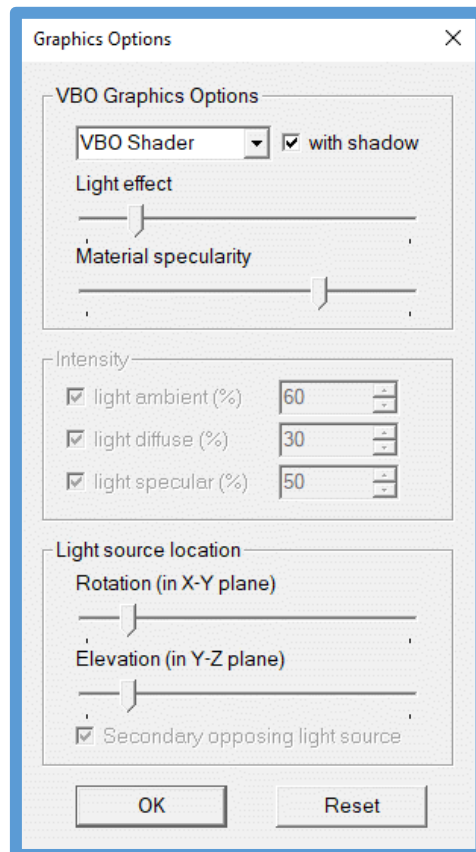 Graphics Options
VBO Graphics Options
VBO Shader with shadow
Light effect
Material specularity
Intensity
light ambient (%) 60
light diffuse (%) 30
light specular (%) 50
Light source location
Rotation (in X-Y plane)
Elevation (in Y-Z plane)
Secondary opposing light source
OK Reset